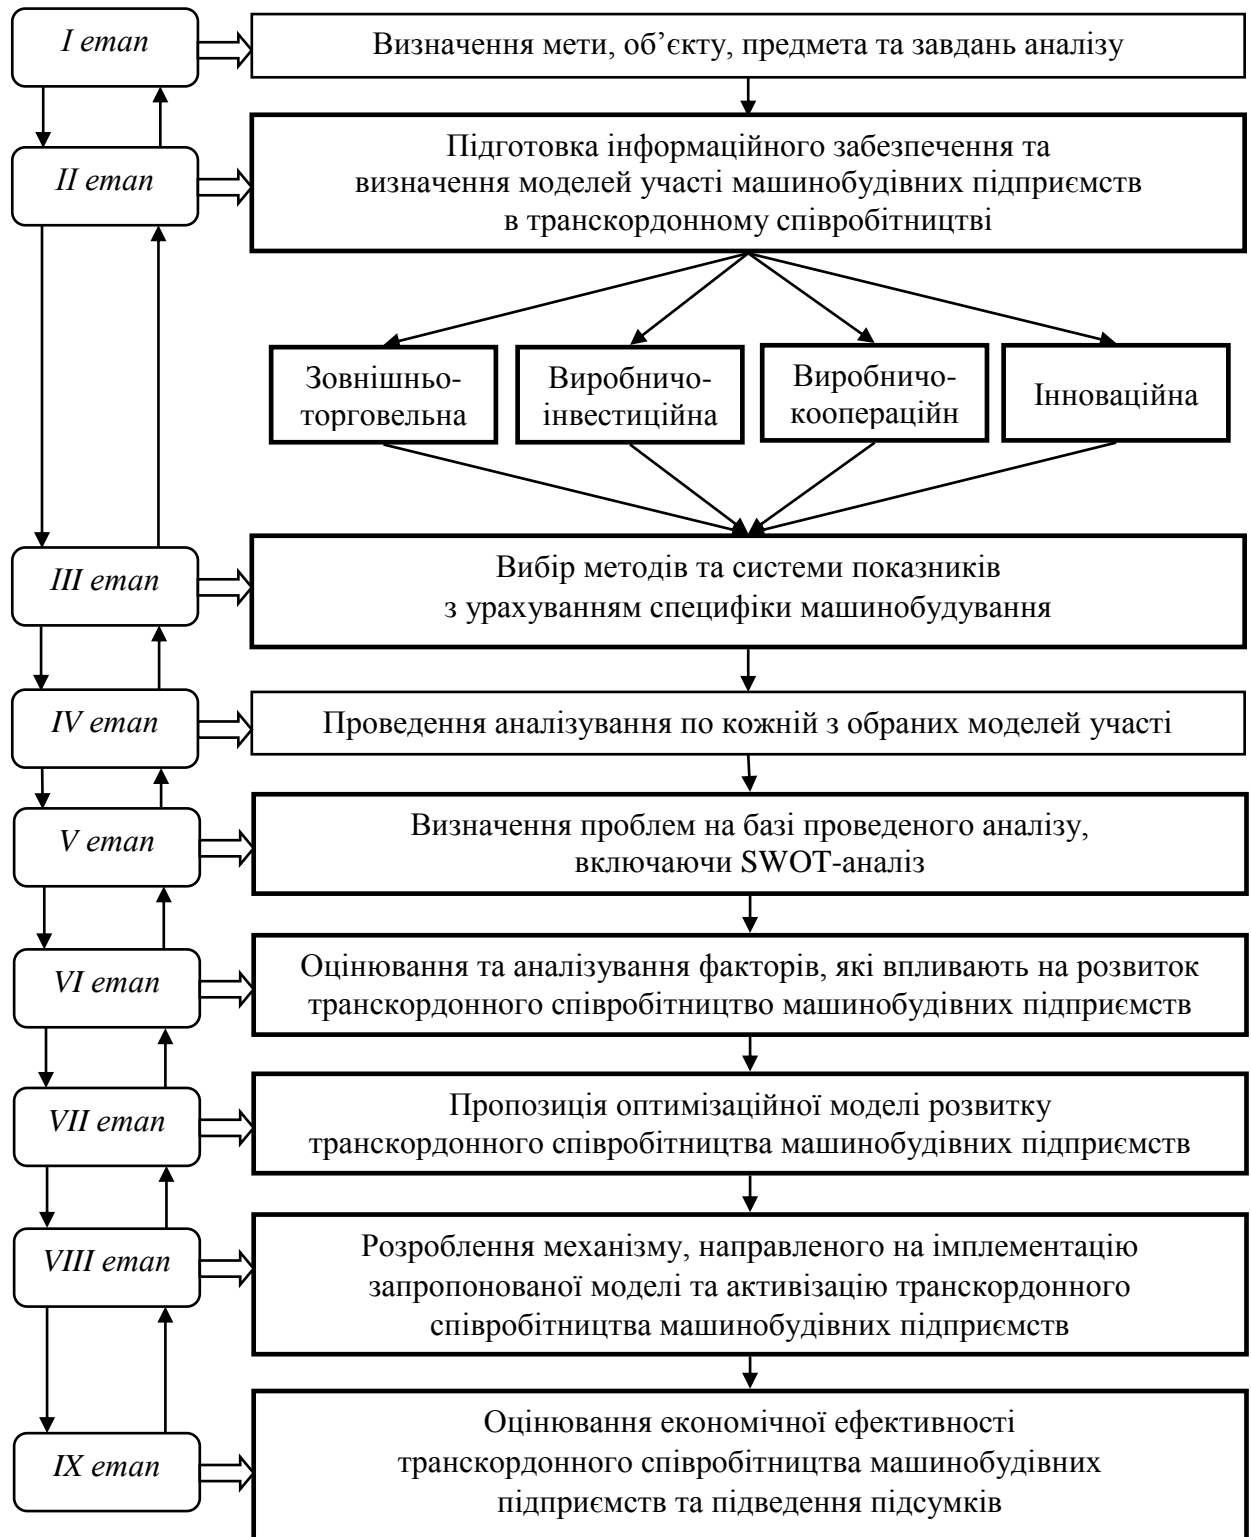 I етап
Визначення мети, об’єкту, предмета та завдань аналізу
II етап
Підготовка інформаційного забезпечення та
визначення моделей участі машинобудівних підприємств
в транскордонному співробітництві
Зовнішньо-
торговельна
Виробничо-
інвестиційна
Виробничо-
коопераційн
Інноваційна
III етап
Вибір методів та системи показників
з урахуванням специфіки машинобудування
IV етап
Проведення аналізування по кожній з обраних моделей участі
V етап
Визначення проблем на базі проведеного аналізу,
включаючи SWOT-аналіз
VI етап
Оцінювання та аналізування факторів, які впливають на розвиток
транскордонного співробітництво машинобудівних підприємств
VII етап
Пропозиція оптимізаційної моделі розвитку
транскордонного співробітництва машинобудівних підприємств
VIII етап
Розроблення механізму, направленого на імплементацію
запропонованої моделі та активізацію транскордонного
співробітництва машинобудівних підприємств
IX етап
Оцінювання економічної ефективності
транскордонного співробітництва машинобудівних
підприємств та підведення підсумків